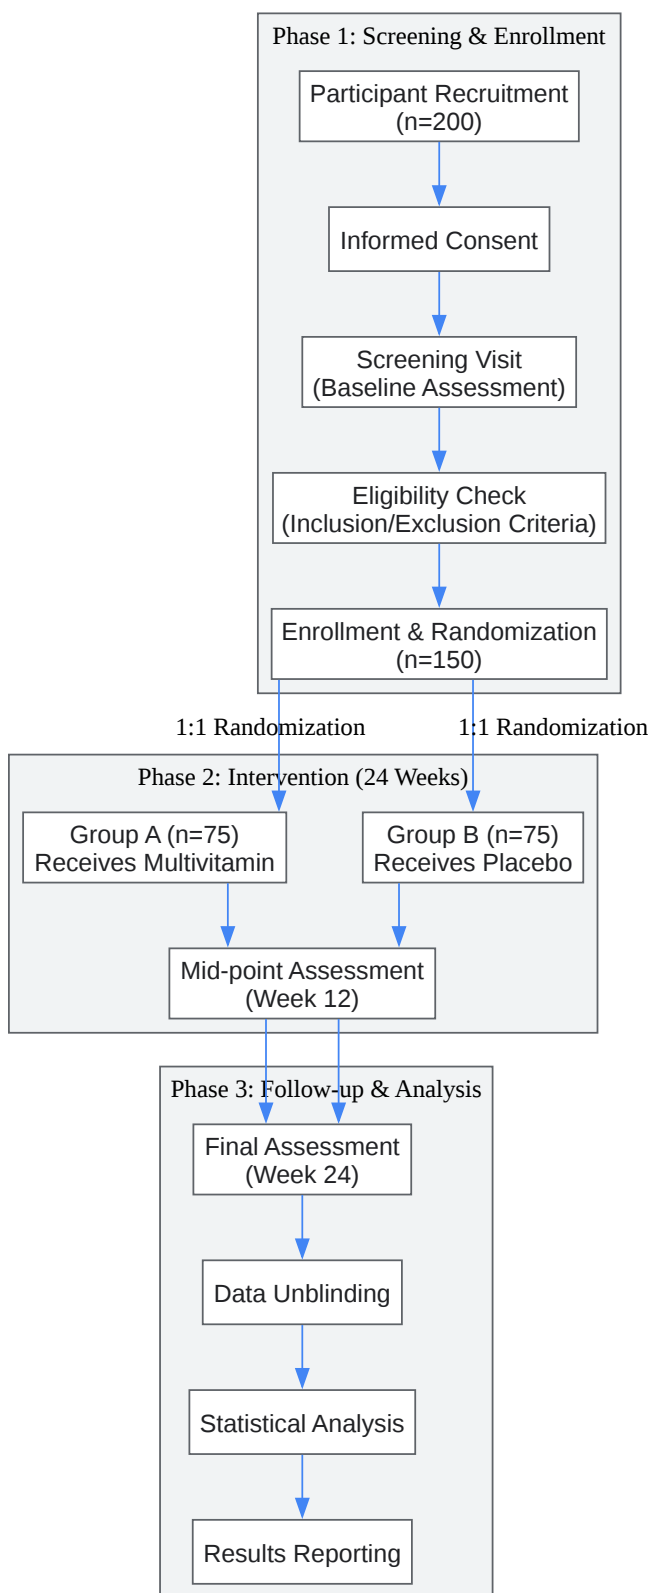 Phase 1: Screening & Enrollment
Participant Recruitment
(n=200)
Informed Consent
Screening Visit
(Baseline Assessment)
Eligibility Check
(Inclusion/Exclusion Criteria)
Enrollment & Randomization
(n=150)
1:1 Randomization
1:1 Randomization
Phase 2: Intervention (24 Weeks)
Group A (n=75)
Receives Multivitamin
Group B (n=75)
Receives Placebo
Mid-point Assessment
(Week 12)
Phase 3: Follow-up & Analysis
Final Assessment
(Week 24)
Data Unblinding
Statistical Analysis
Results Reporting